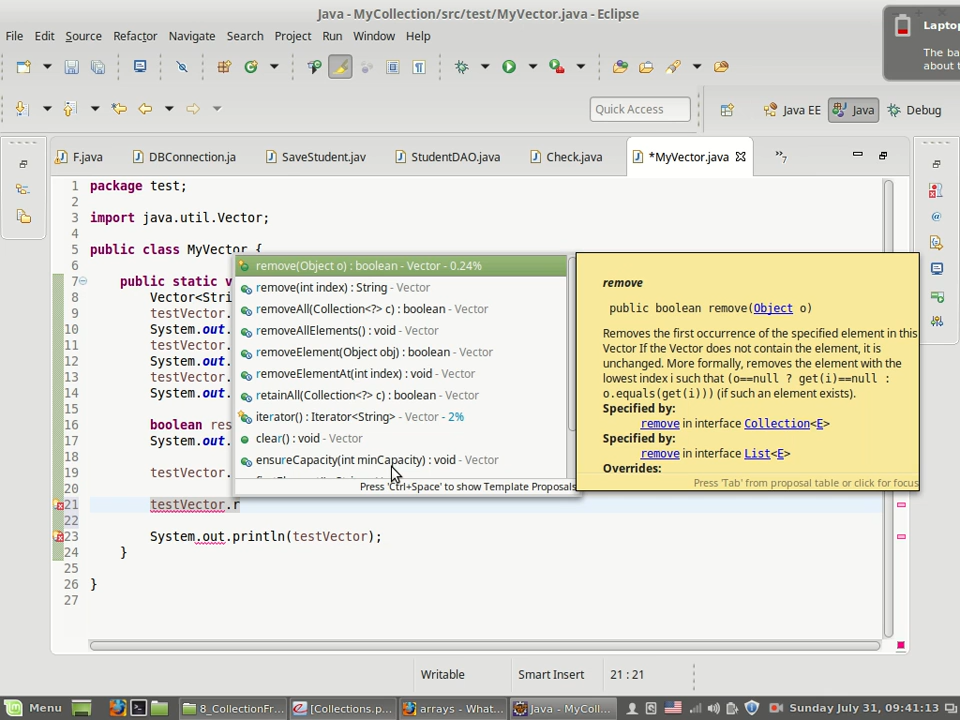 Java - MyCollection/src/test/MyVector.java - Eclipse
Laptop
The ba
about t
File Edit Source Refactor Navigate Search Project Run Window Help
Quick Access
Java EE Java Debug
F.java DBConnection.ja SaveStudent.jav StudentDAO.java Check.java *MyVector.java »7
1 package test;
2
3 import java.util.Vector;
4
5 public class MyVector {
6
7 public static v
8 Vector<Stri
9 testVector.
10 System.out.
11 testVector.
12 System.out.
13 testVector.
14 System.out.
15
16 boolean res
17 System.out.
18
19 testVector.
20
21 testVector.r
22
23 System.out.println(testVector);
24 }
25
26 }
27
remove(Object o) : boolean - Vector - 0.24%
remove(int index) : String - Vector
removeAll(Collection<?> c) : boolean - Vector
removeAllElements() : void - Vector
removeElement(Object obj) : boolean - Vector
removeElementAt(int index) : void - Vector
retainAll(Collection<?> c) : boolean - Vector
iterator() : Iterator<String> - Vector - 2%
clear() : void - Vector
ensureCapacity(int minCapacity) : void - Vector
Press 'Ctrl+Space' to show Template Proposals
remove
public boolean remove(Object o)
Removes the first occurrence of the specified element in this
Vector If the Vector does not contain the element, it is
unchanged. More formally, removes the element with the
lowest index i such that (o==null ? get(i)==null :
o.equals(get(i))) (if such an element exists).
Specified by:
remove in interface Collection<E>
Specified by:
remove in interface List<E>
Overrides:
Press 'Tab' from proposal table or click for focus
Writable Smart Insert 21 : 21
Menu 8_CollectionFr... [Collections.p... arrays - What... Java - MyColl... Sunday July 31, 09:41:13